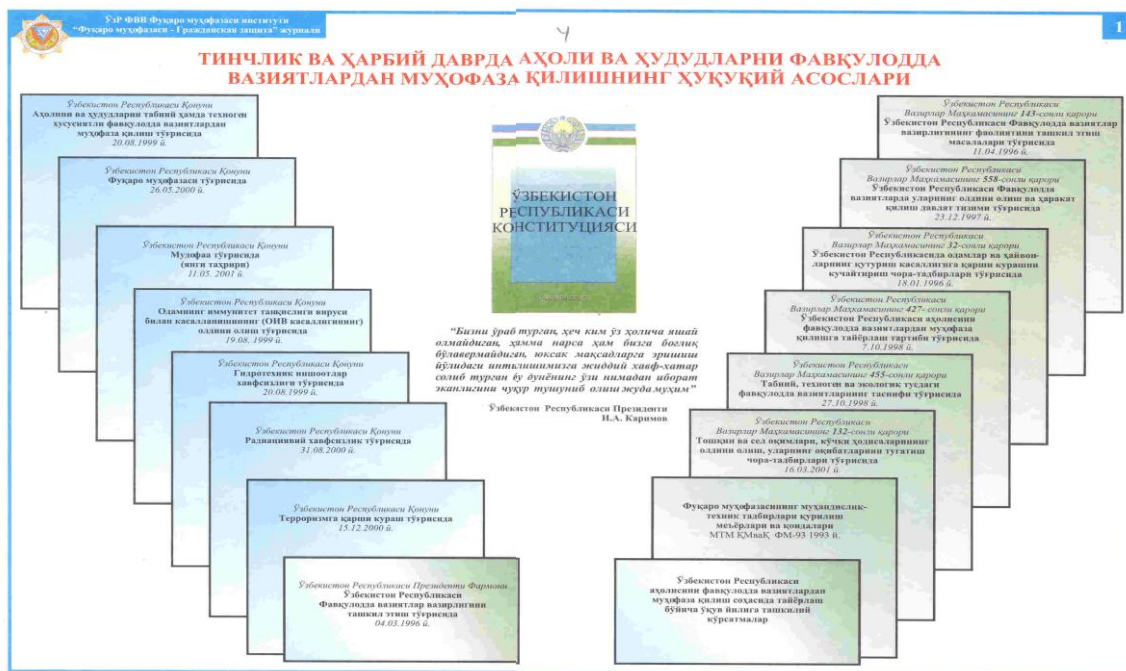 ЎзР ФВВ Фуқаро муҳофазаси институти
"Фуқаро муҳофазаси - Гражданская защита" журнали
1
ТИНЧЛИК ВА ҲАРБИЙ ДАВРДА АҲОЛИ ВА ҲУДУДЛАРНИ ФАВҚУЛОДДА
ВАЗИЯТЛАРДАН МУҲОФАЗА ҚИЛИШНИНГ ҲУҚУҚИЙ АСОСЛАРИ
Ўзбекистон Республикаси Қонуни
Аҳолини ва ҳудудларни табиий ҳамда техноген
хусусиятли фавқулодда вазиятлардан
муҳофаза қилиш тўғрисида
20.08.1999 й.
Ўзбекистон Республикаси Қонуни
Фуқаро муҳофазаси тўғрисида
26.05.2000 й.
Ўзбекистон Республикаси Қонуни
Мудофаа тўғрисида
(янги таҳрири)
11.05. 2001 й.
Ўзбекистон Республикаси Қонуни
Одамнинг иммунитет танқислиги вируси
билан касалланишининг (ОИВ касаллигининг)
олдини олиш тўғрисида
19.08. 1999 й.
Ўзбекистон Республикаси Қонуни
Гидротехник иншоотлар
хавфсизлиги тўғрисида
20.08.1999 й.
Ўзбекистон Республикаси Қонуни
Радиациявий хавфсизлик тўғрисида
31.08.2000 й.
Ўзбекистон Республикаси Қонуни
Терроризмга қарши кураш тўғрисида
15.12.2000 й.
Ўзбекистон Республикаси Президенти Фармони
Ўзбекистон Республикаси
Фавқулодда вазиятлар вазирлигини
ташкил этиш тўғрисида
04.03.1996 й.
ЎЗБЕКИСТОН
РЕСПУБЛИКАСИ
КОНСТИТУЦИЯСИ
"Бизни ўраб турган, ҳеч ким ўз ҳолича яшай
олмайдиган, ҳамма нарса ҳам бизга боғлиқ
бўлавермайдиган, юксак мақсадларга эришиш
йўлидаги интилишимизга жиддий хавф-хатар
солиб турган бу дунёнинг ўзи нимадан иборат
эканлигини чуқур тушуниб олиш жуда муҳим"
Ўзбекистон Республикаси Президенти
И.А. Каримов
Ўзбекистон Республикаси
Вазирлар Маҳкамасининг 143-сонли қарори
Ўзбекистон Республикаси Фавқулодда вазиятлар
вазирлигининг фаолиятини ташкил этиш
масалалари тўғрисида
11.04.1996 й.
Ўзбекистон Республикаси
Вазирлар Маҳкамасининг 558-сонли қарори
Ўзбекистон Республикаси Фавқулодда
вазиятларда уларнинг олдини олиш ва ҳаракат
қилиш давлат тизими тўғрисида
23.12.1997 й.
Ўзбекистон Республикаси
Вазирлар Маҳкамасининг 32-сонли қарори
Ўзбекистон Республикасида одамлар ва ҳайвон-
ларнинг қутуриш касаллигига қарши курашни
кучайтириш чора-тадбирлари тўғрисида
18.01.1996 й.
Ўзбекистон Республикаси
Вазирлар Маҳкамасининг 427- сонли қарори
Ўзбекистон Республикаси аҳолисини
фавқулодда вазиятлардан муҳофаза
қилишга тайёрлаш тартиби тўғрисида
7.10.1998 й.
Ўзбекистон Республикаси
Вазирлар Маҳкамасининг 455-сонли қарори
Табиий, техноген ва экологик тусдаги
фавқулодда вазиятларнинг таснифи тўғрисида
27.10.1998 й.
Ўзбекистон Республикаси
Вазирлар Маҳкамасининг 132-сонли қарори
Тошқин ва сел оқимлари, кўчки ҳодисаларининг
олдини олиш, уларнинг оқибатларини тугатиш
чора-тадбирлари тўғрисида
16.03.2001 й.
Фуқаро муҳофазасининг муҳандислик-
техник тадбирлари қурилиш
меъёрлари ва қоидалари
МТМ ҚМваҚ ФМ-93 1993 й.
Ўзбекистон Республикаси
аҳолисини фавқулодда вазиятлардан
муҳофаза қилиш соҳасида тайёрлаш
бўйича ўқув йилига ташкилий
кўрсатмалар